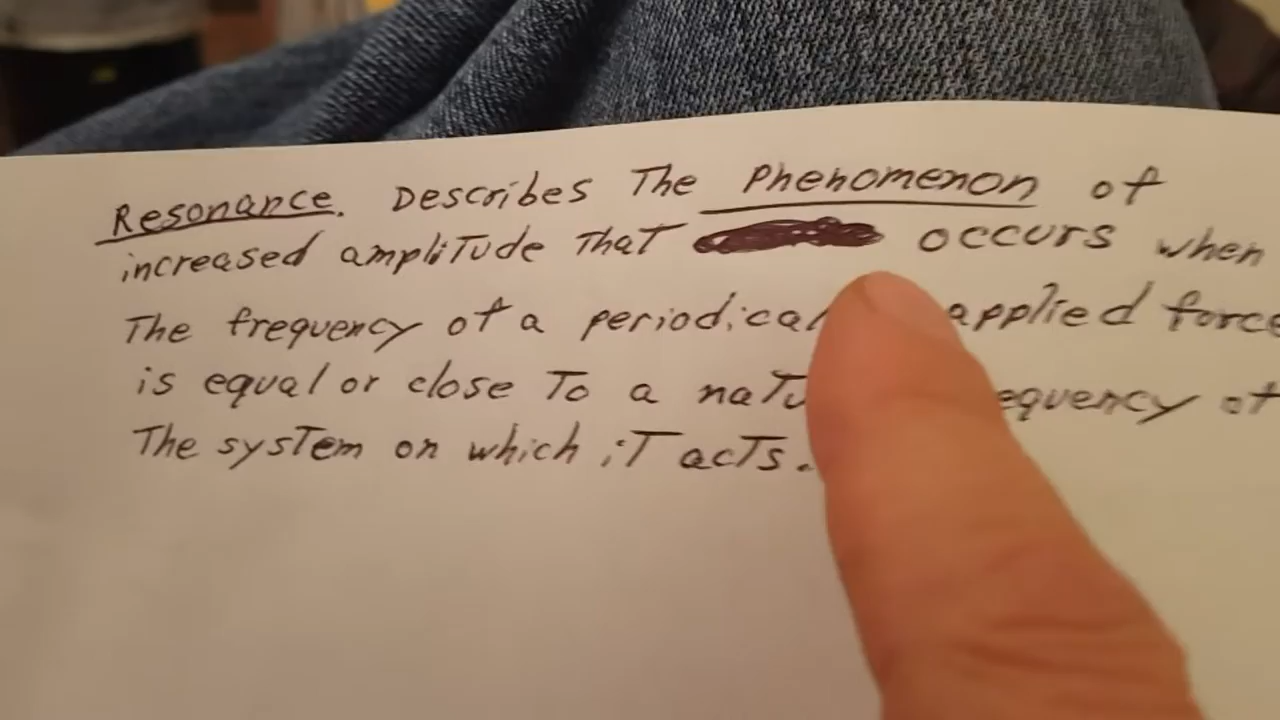 Resonance. Describes The Phenomenon of
increased amplitude that occurs when
The frequency of a applied force
is equal or close To a of
The system on which iT acTs.